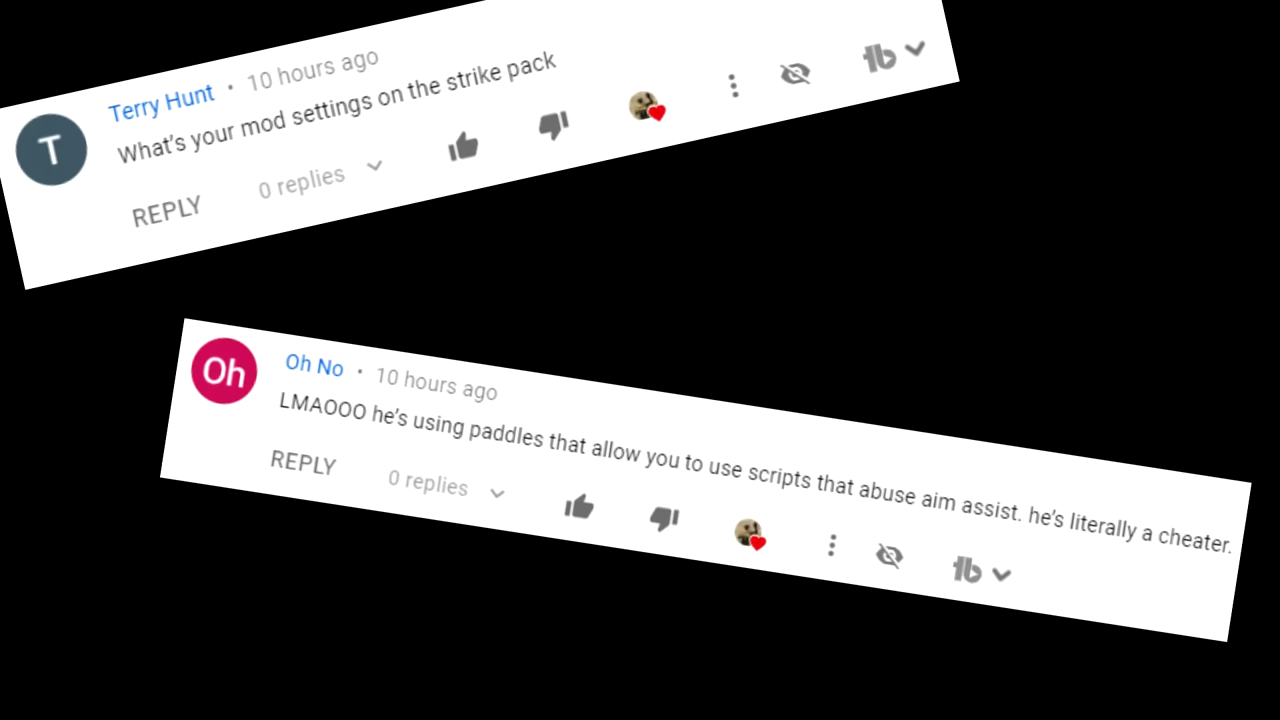 Terry Hunt • 10 hours ago
T
What's your mod settings on the strike pack
REPLY 0 replies
tb
Oh No • 10 hours ago
Oh
LMAOOO he's using paddles that allow you to use scripts that abuse aim assist. he's literally a cheater.
REPLY 0 replies
tb